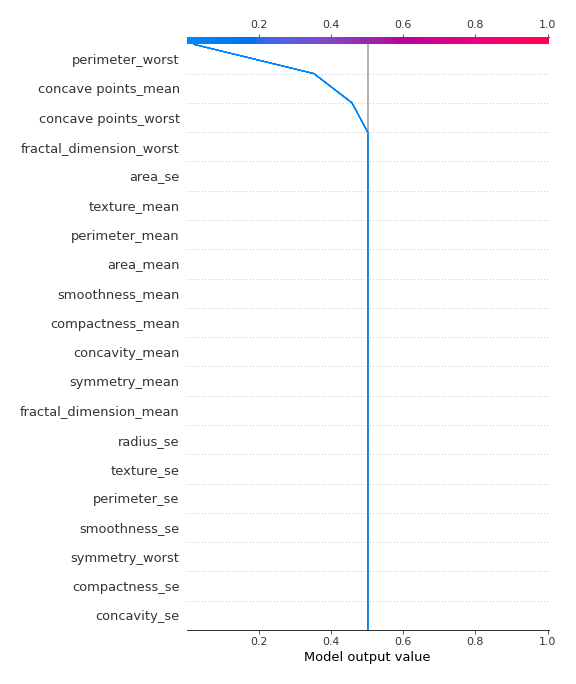 0.2 0.4 0.6 0.8 1.0
perimeter_worst
concave points_mean
concave points_worst
fractal_dimension_worst
area_se
texture_mean
perimeter_mean
area_mean
smoothness_mean
compactness_mean
concavity_mean
symmetry_mean
fractal_dimension_mean
radius_se
texture_se
perimeter_se
smoothness_se
symmetry_worst
compactness_se
concavity_se
0.2 0.4 0.6 0.8 1.0
Model output value